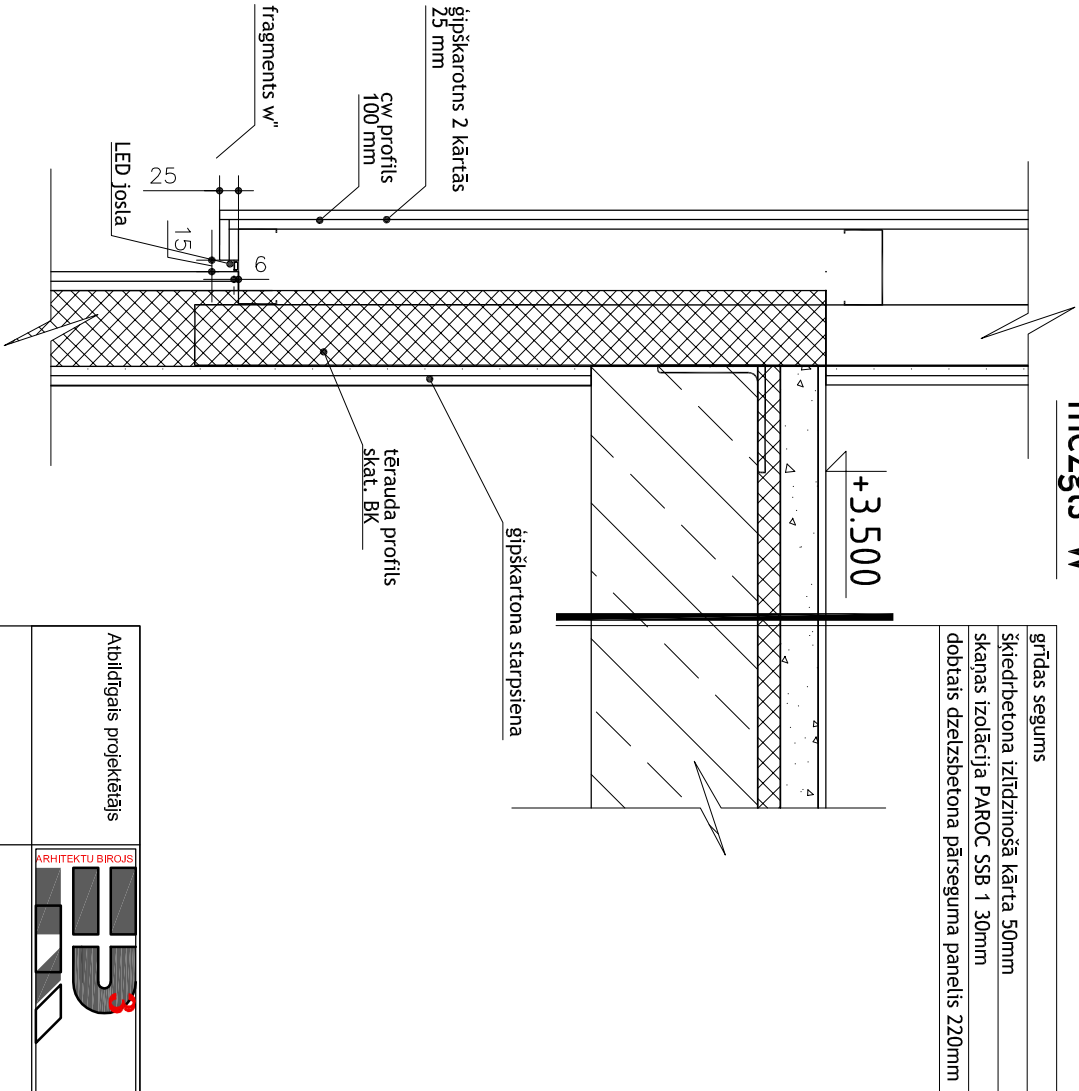 mezgls W
grīdas segums
šķiedrbetona izlīdzinošā kārta 50mm
skaņas izolācija PAROC SSB 1 30mm
dobtais dzelzsbetona pārseguma panelis 220mm
+3.500
ģipškarotns 2 kārtās
25 mm
cw profils
100 mm
fragments w"
LED josla
25
15
6
tērauda profils
skat. BK
ģipškartona starpsiena
Atbildīgais projektētājs
ARHITEKTU BIROJS
3